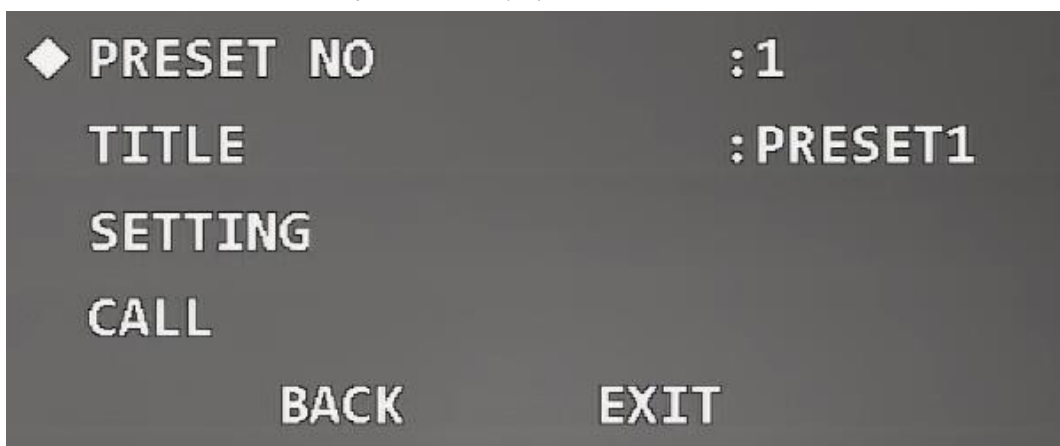 ◆ PRESET NO :1
TITLE :PRESET1
SETTING
CALL
BACK EXIT